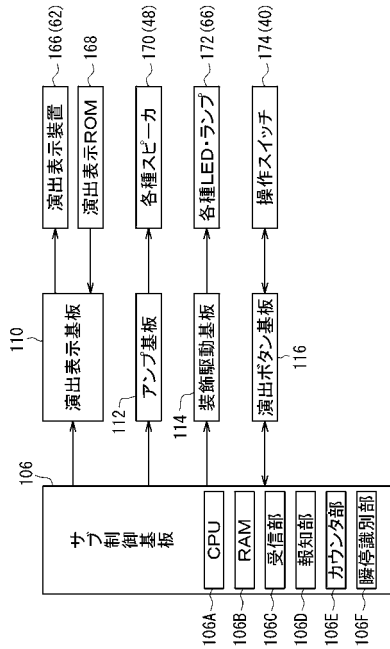 106
サブ制御基板
106A
CPU
106B
RAM
106C
受信部
106D
報知部
106E
カウンタ部
106F
瞬停識別部
110
演出表示基板
166(62)
演出表示装置
168
演出表示ROM
112
アンプ基板
170(48)
各種スピーカ
114
装飾駆動基板
172(66)
各種LED・ランプ
116
演出ボタン基板
174(40)
操作スイッチ